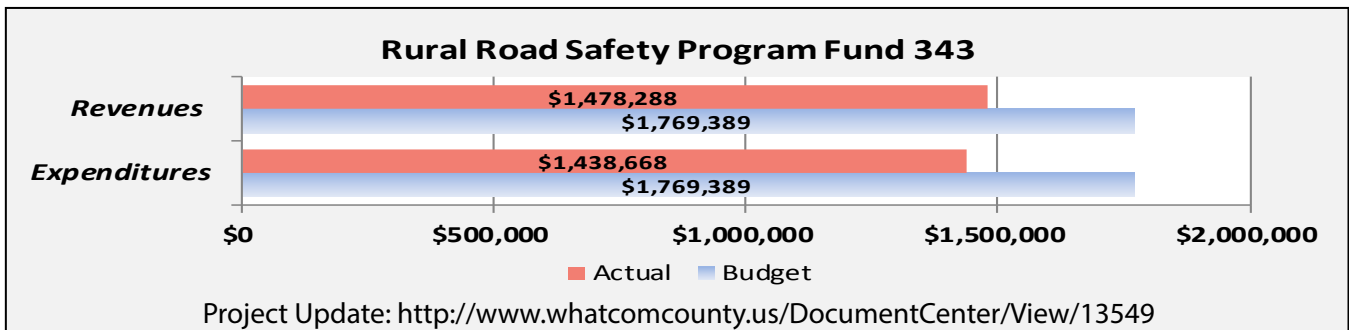 Rural Road Safety Program Fund 343
Revenues
$1,478,288
$1,769,389
Expenditures
$1,438,668
$1,769,389
$0 $500,000 $1,000,000 $1,500,000 $2,000,000
Actual Budget
Project Update: http://www.whatcomcounty.us/DocumentCenter/View/13549